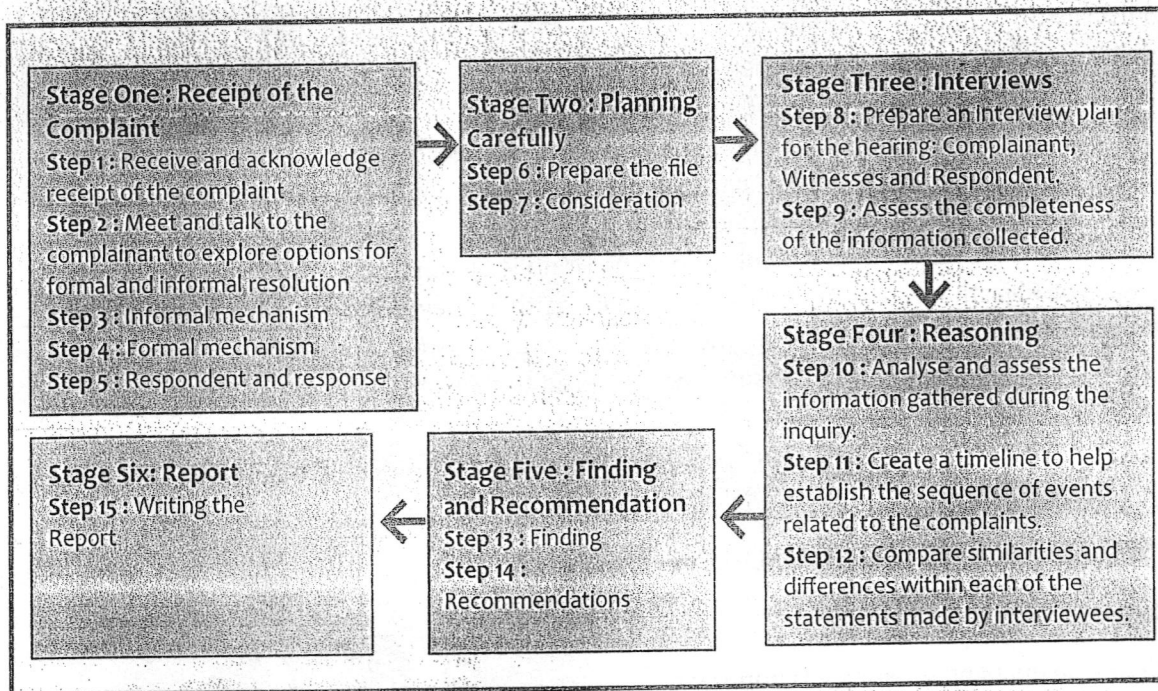 Stage One : Receipt of the
Complaint
Step 1 : Receive and acknowledge
receipt of the complaint
Step 2 : Meet and talk to the
complainant to explore options for
formal and informal resolution
Step 3 : Informal mechanism
Step 4 : Formal mechanism
Step 5 : Respondent and response
Stage Two : Planning
Carefully
Step 6 : Prepare the file
Step 7 : Consideration
Stage Three : Interviews
Step 8 : Prepare an interview plan
for the hearing: Complainant,
Witnesses and Respondent.
Step 9 : Assess the completeness
of the information collected.
Stage Four : Reasoning
Step 10 : Analyse and assess the
information gathered during the
inquiry.
Step 11 : Create a timeline to help
establish the sequence of events
related to the complaints.
Step 12 : Compare similarities and
differences within each of the
statements made by interviewees.
Stage Five : Finding
and Recommendation
Step 13 : Finding
Step 14 :
Recommendations
Stage Six: Report
Step 15 : Writing the
Report